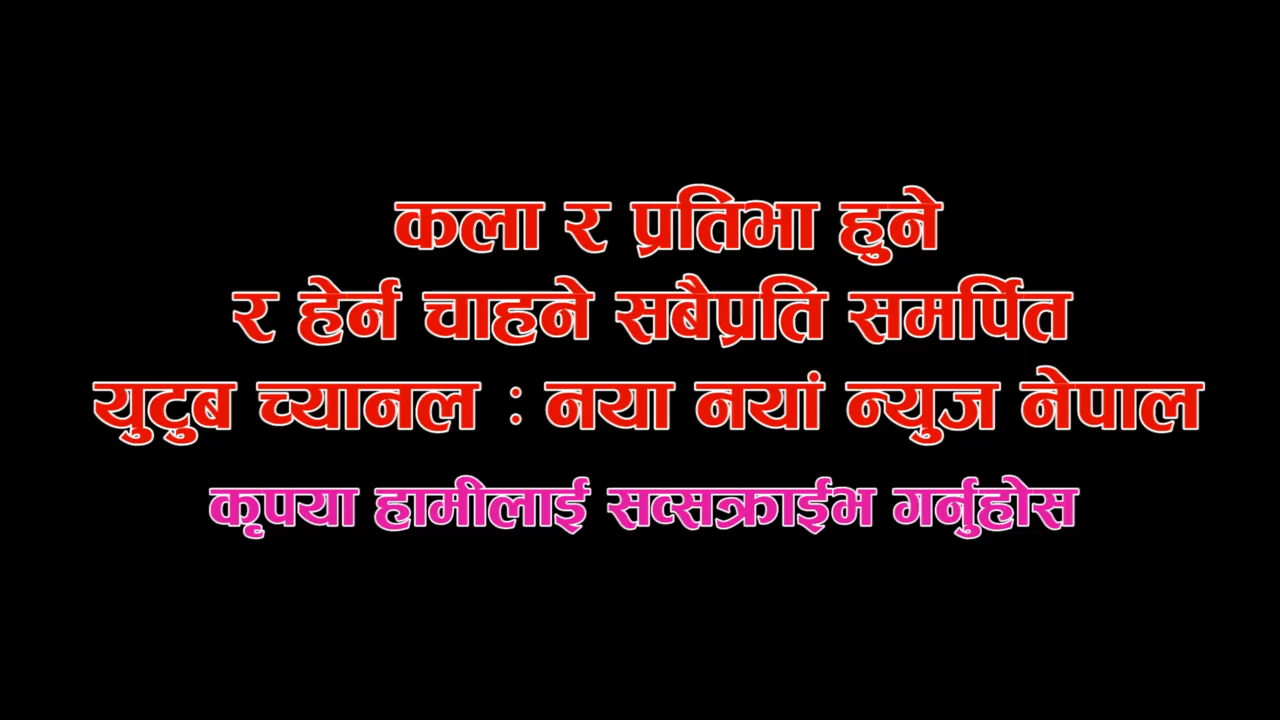 कला र प्रतिभा हुने
र हेर्न चाहने सबैप्रति समर्पित
युटुब च्यानल : नया नयां न्युज नेपाल
कृपया हामीलाई सव्सक्राईभ गर्नुहोस